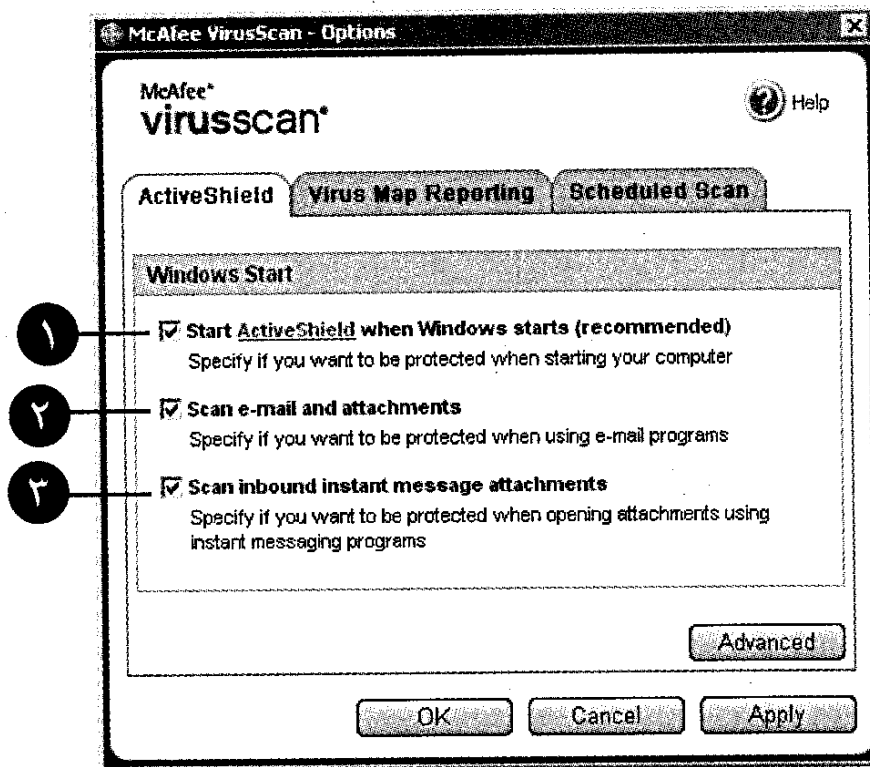 McAfee VirusScan - Options
McAfee®
virusscan®
Help
ActiveShield
Virus Map Reporting
Scheduled Scan
Windows Start
١
Start ActiveShield when Windows starts (recommended)
Specify if you want to be protected when starting your computer
٢
Scan e-mail and attachments
Specify if you want to be protected when using e-mail programs
٣
Scan inbound instant message attachments
Specify if you want to be protected when opening attachments using
instant messaging programs
Advanced
OK
Cancel
Apply